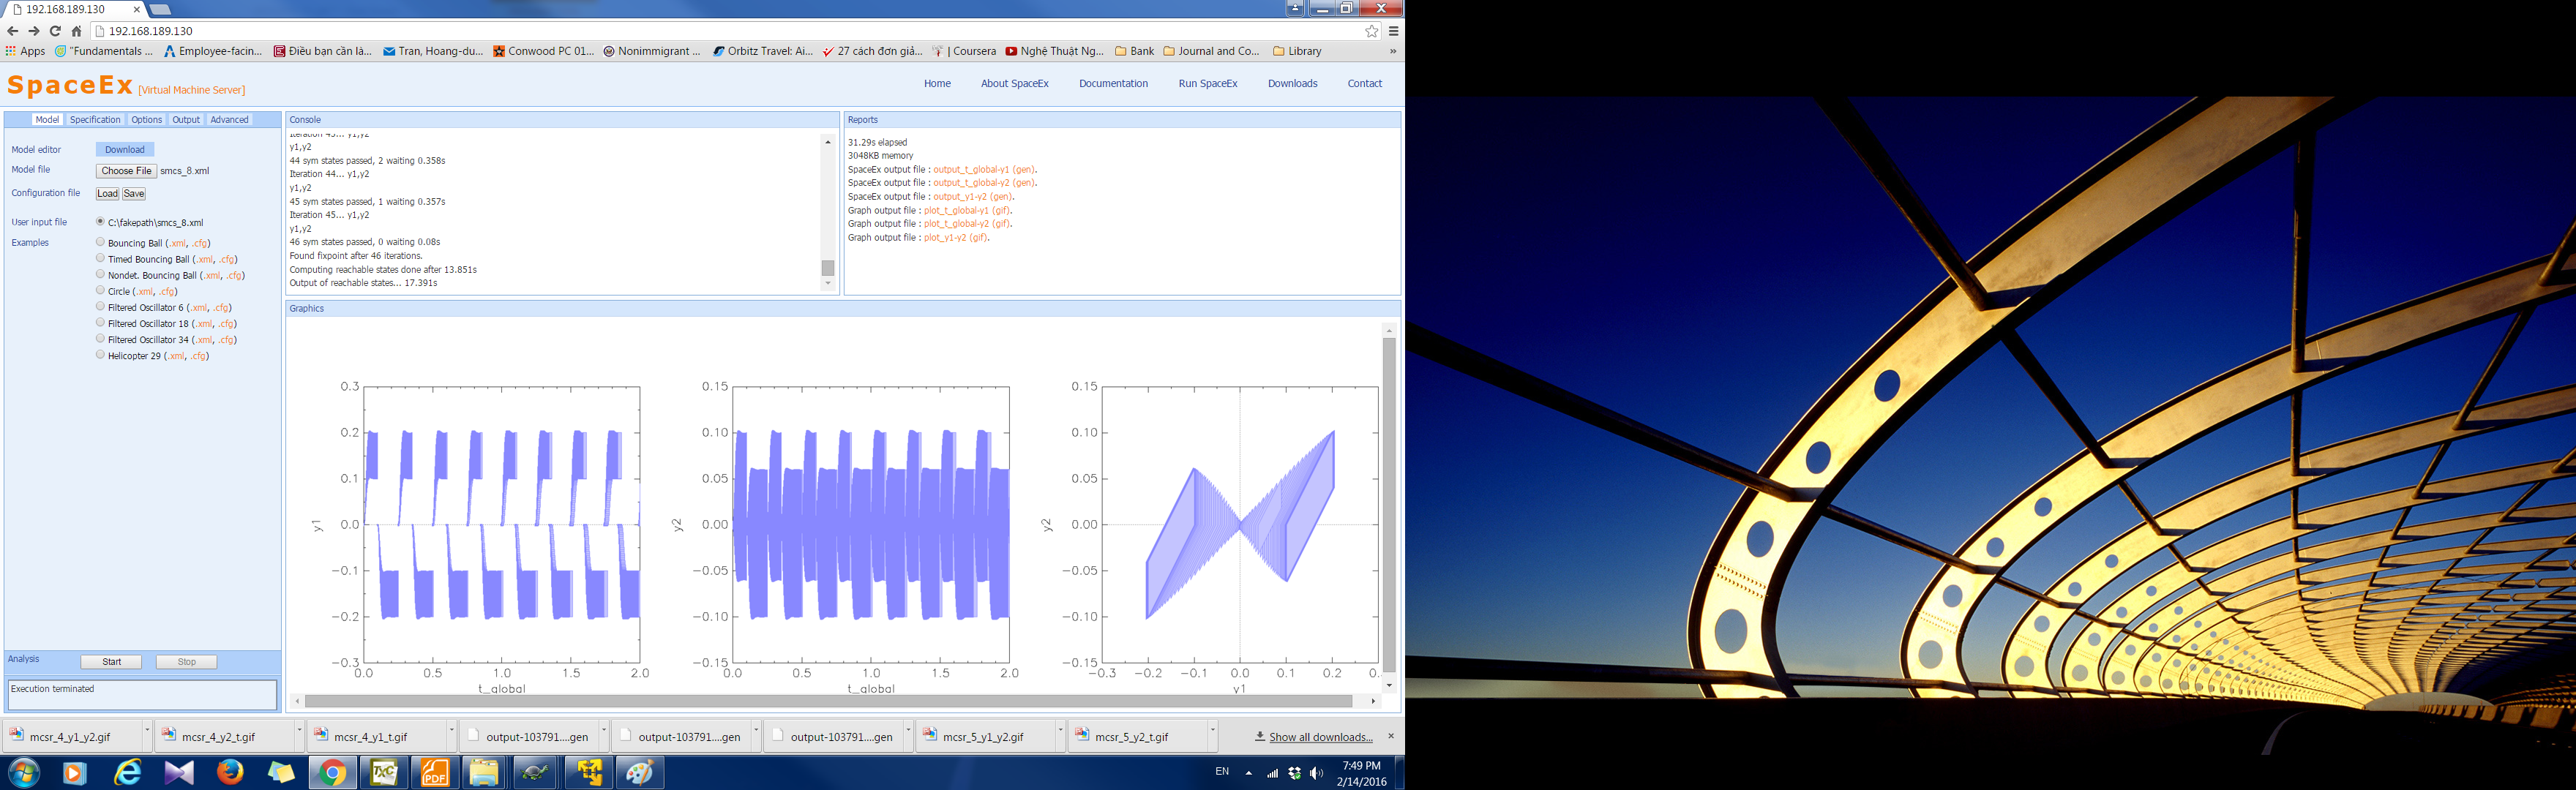 192.168.189.130
192.168.189.130
Apps "Fundamentals ... Employee-facin... Điều bạn cần là... Tran, Hoang-du... Conwood PC 01... Nonimmigrant ... Orbitz Travel: Ai... 27 cách đơn giả... | Coursera Nghệ Thuật Ng... Bank Journal and Co... Library »
SpaceEx [Virtual Machine Server]
Home About SpaceEx Documentation Run SpaceEx Downloads Contact
Model Specification Options Output Advanced
Model editor Download
Model file Choose File smcs_8.xml
Configuration file Load Save
User input file C:\fakepath\smcs_8.xml
Examples Bouncing Ball (.xml, .cfg)
Timed Bouncing Ball (.xml, .cfg)
Nondet. Bouncing Ball (.xml, .cfg)
Circle (.xml, .cfg)
Filtered Oscillator 6 (.xml, .cfg)
Filtered Oscillator 18 (.xml, .cfg)
Filtered Oscillator 34 (.xml, .cfg)
Helicopter 29 (.xml, .cfg)
Analysis Start Stop
Execution terminated
Console
Iteration 43... y1,y2
y1,y2
44 sym states passed, 2 waiting 0.358s
Iteration 44... y1,y2
y1,y2
45 sym states passed, 1 waiting 0.357s
Iteration 45... y1,y2
y1,y2
46 sym states passed, 0 waiting 0.08s
Found fixpoint after 46 iterations.
Computing reachable states done after 13.851s
Output of reachable states... 17.391s
Reports
31.29s elapsed
3048KB memory
SpaceEx output file : output_t_global-y1 (gen).
SpaceEx output file : output_t_global-y2 (gen).
SpaceEx output file : output_y1-y2 (gen).
Graph output file : plot_t_global-y1 (gif).
Graph output file : plot_t_global-y2 (gif).
Graph output file : plot_y1-y2 (gif).
Graphics
0.3
0.2
0.1
0.0
−0.1
−0.2
−0.3
y1
0.0 0.5 1.0 1.5 2.0
t_global
0.15
0.10
0.05
0.00
−0.05
−0.10
−0.15
y2
0.0 0.5 1.0 1.5 2.0
t_global
0.15
0.10
0.05
0.00
−0.05
−0.10
−0.15
y2
−0.3 −0.2 −0.1 0.0 0.1 0.2 0.
y1
mcsr_4_y1_y2.gif mcsr_4_y2_t.gif mcsr_4_y1_t.gif output-103791....gen output-103791....gen output-103791....gen mcsr_5_y1_y2.gif mcsr_5_y2_t.gif Show all downloads...
TXC PDF
EN
7:49 PM
2/14/2016